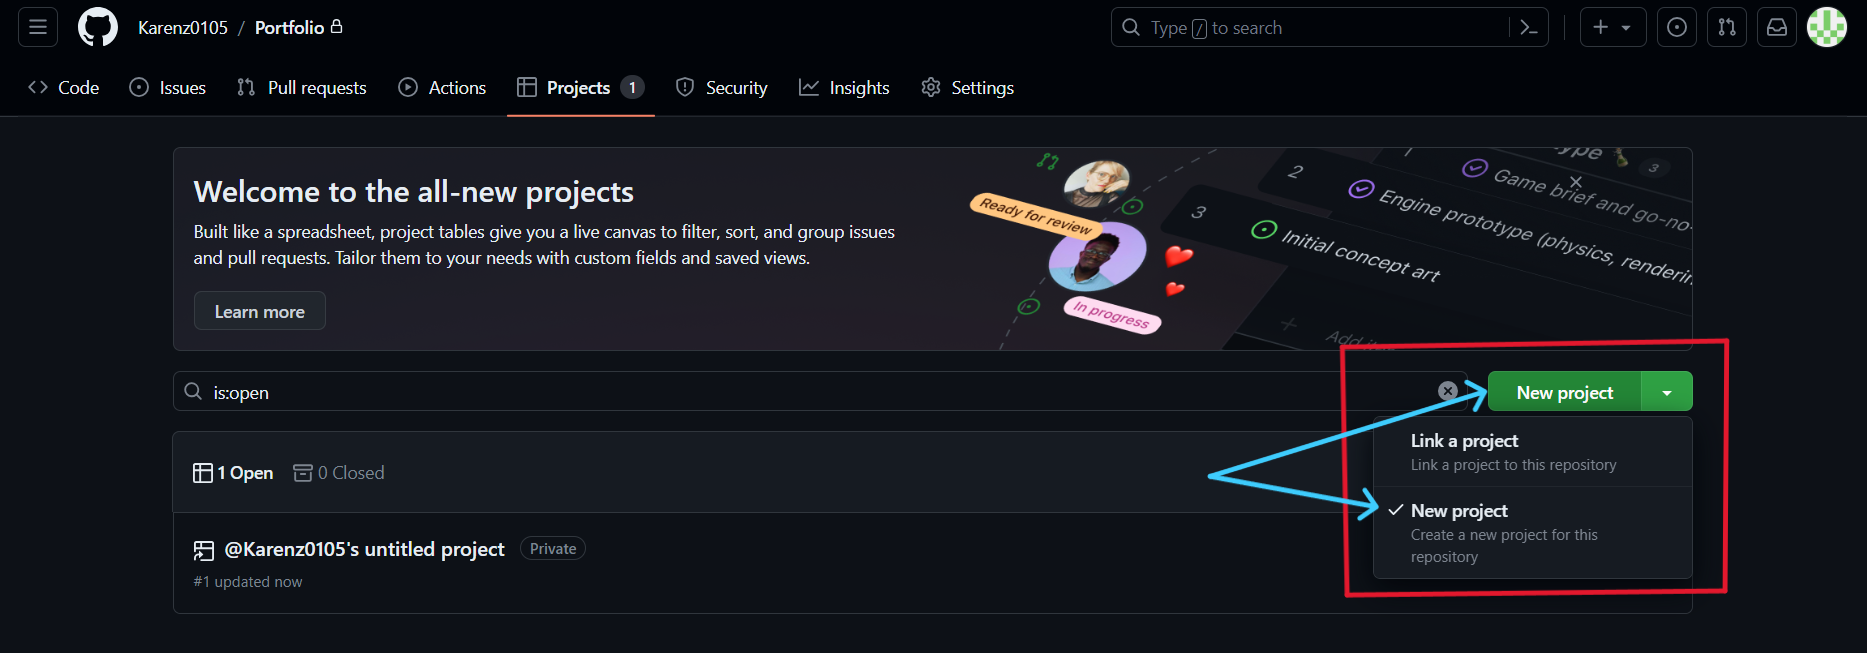 Karenz0105 / Portfolio
Type / to search
Code
Issues
Pull requests
Actions
Projects 1
Security
Insights
Settings
Welcome to the all-new projects
Built like a spreadsheet, project tables give you a live canvas to filter, sort, and group issues
and pull requests. Tailor them to your needs with custom fields and saved views.
Learn more
Ready for review
In progress
1
3
2
Game brief and go-no-
Engine prototype (physics, renderin
3
Initial concept art
is:open
New project
Link a project
Link a project to this repository
New project
Create a new project for this
repository
1 Open
0 Closed
@Karenz0105's untitled project
Private
#1 updated now